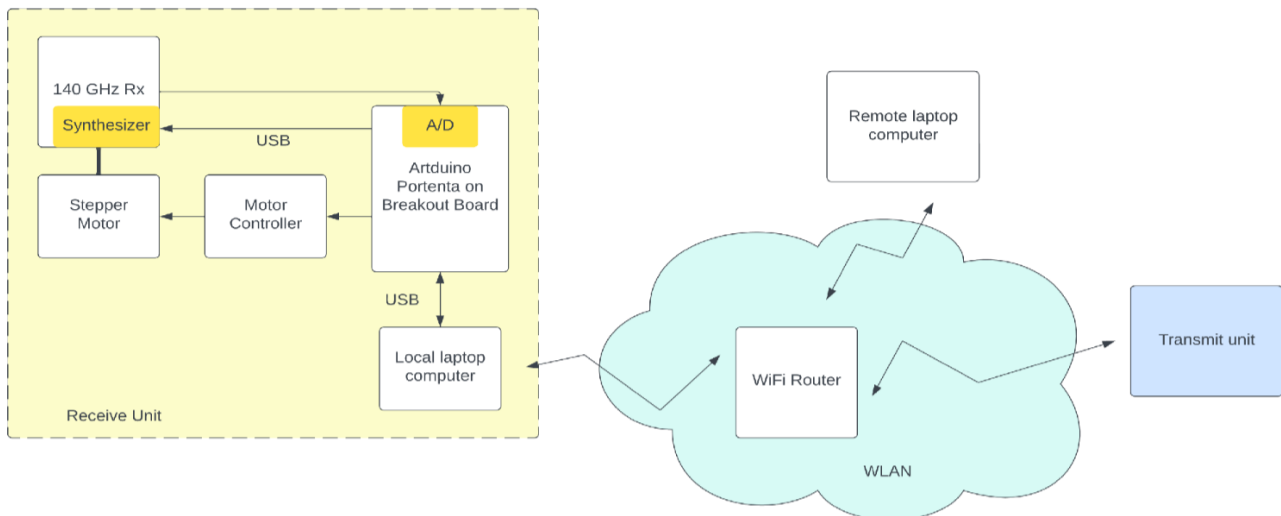 140 GHz Rx
Synthesizer
USB
A/D
Artduino
Portenta on
Breakout Board
Stepper
Motor
Motor
Controller
USB
Local laptop
computer
Receive Unit
Remote laptop
computer
WiFi Router
WLAN
Transmit unit